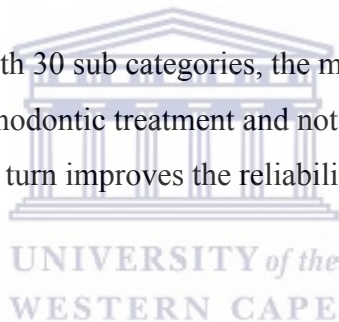 th 30 sub categories, the m
nodontic treatment and not
turn improves the reliabili
UNIVERSITY of the
WESTERN CAPE